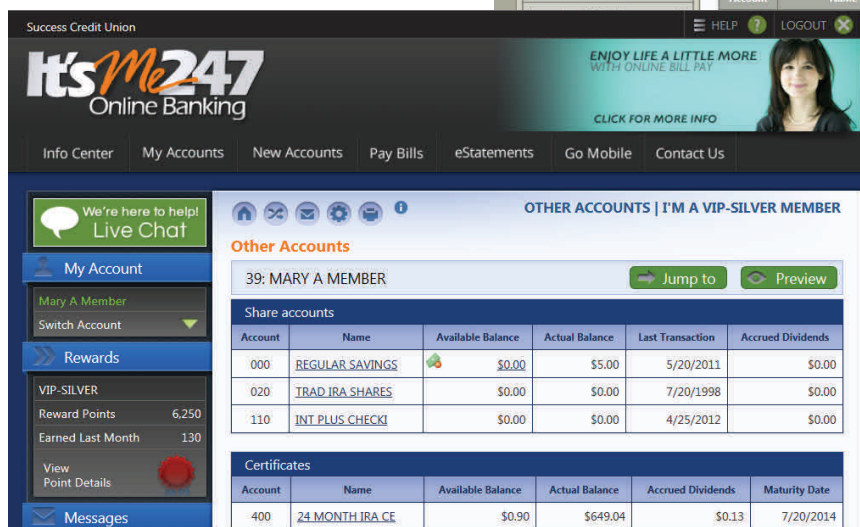 Account Name
Success Credit Union
HELP ? LOGOUT
It'sMe247
Online Banking
ENJOY LIFE A LITTLE MORE
WITH ONLINE BILL PAY
CLICK FOR MORE INFO
Info Center My Accounts New Accounts Pay Bills eStatements Go Mobile Contact Us
We're here to help!
Live Chat
i
OTHER ACCOUNTS | I'M A VIP-SILVER MEMBER
Other Accounts
My Account
Mary A Member
Switch Account
Rewards
VIP-SILVER
Reward Points 6,250
Earned Last Month 130
View
Point Details
Messages
39: MARY A MEMBER Jump to Preview
Share accounts
Account Name Available Balance Actual Balance Last Transaction Accrued Dividends
000 REGULAR SAVINGS $0.00 $5.00 5/20/2011 $0.00
020 TRAD IRA SHARES $0.00 $0.00 7/20/1998 $0.00
110 INT PLUS CHECKI $0.00 $0.00 4/25/2012 $0.00
Certificates
Account Name Available Balance Actual Balance Accrued Dividends Maturity Date
400 24 MONTH IRA CE $0.90 $649.04 $0.13 7/20/2014